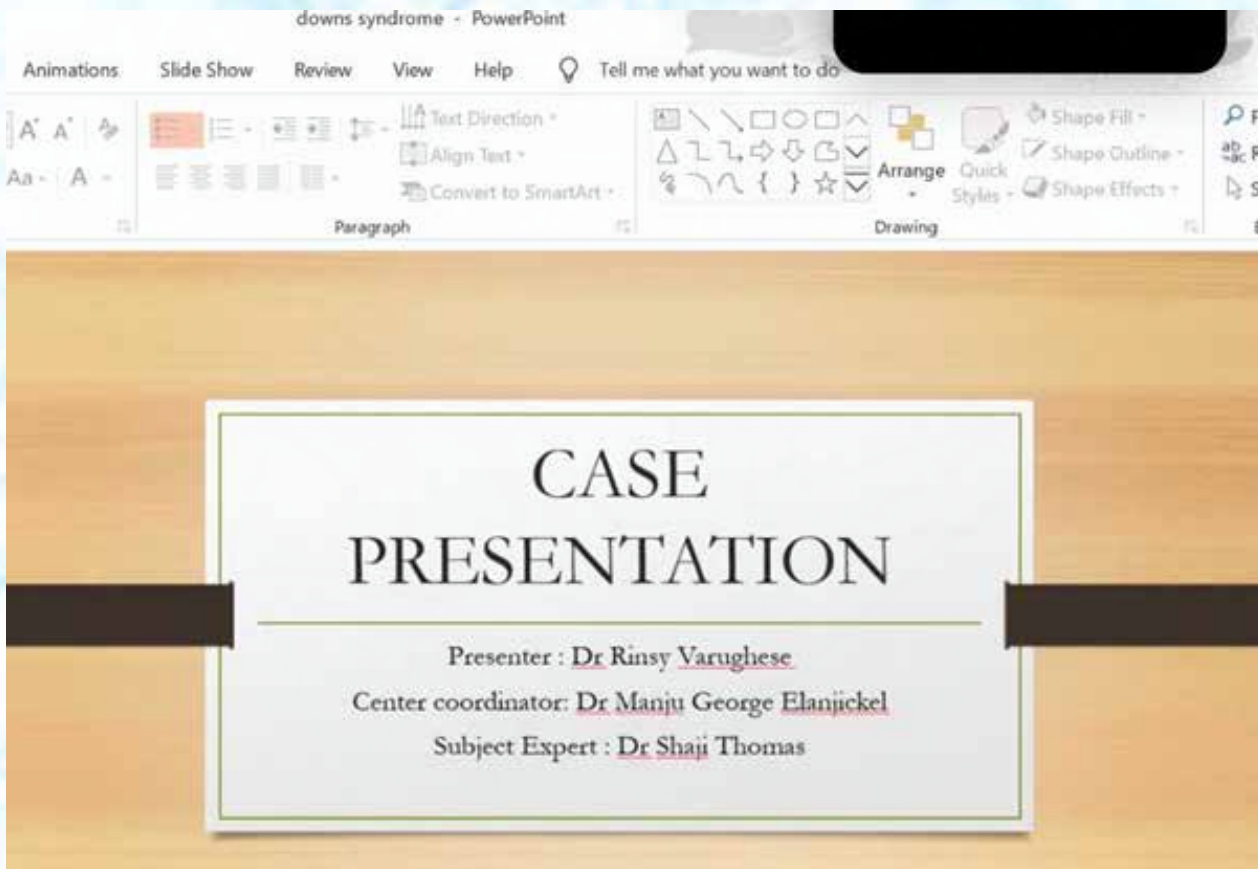 downs syndrome - PowerPoint
Animations Slide Show Review View Help Tell me what you want to do
A A Text Direction
Align Text
Aa A Convert to SmartArt
Arrange Quick Styles
Shape Fill
Shape Outline
Shape Effects
Paragraph Drawing
CASE
PRESENTATION
Presenter : Dr Rinsy Varughese
Center coordinator: Dr Manju George Elanjickel
Subject Expert : Dr Shaji Thomas